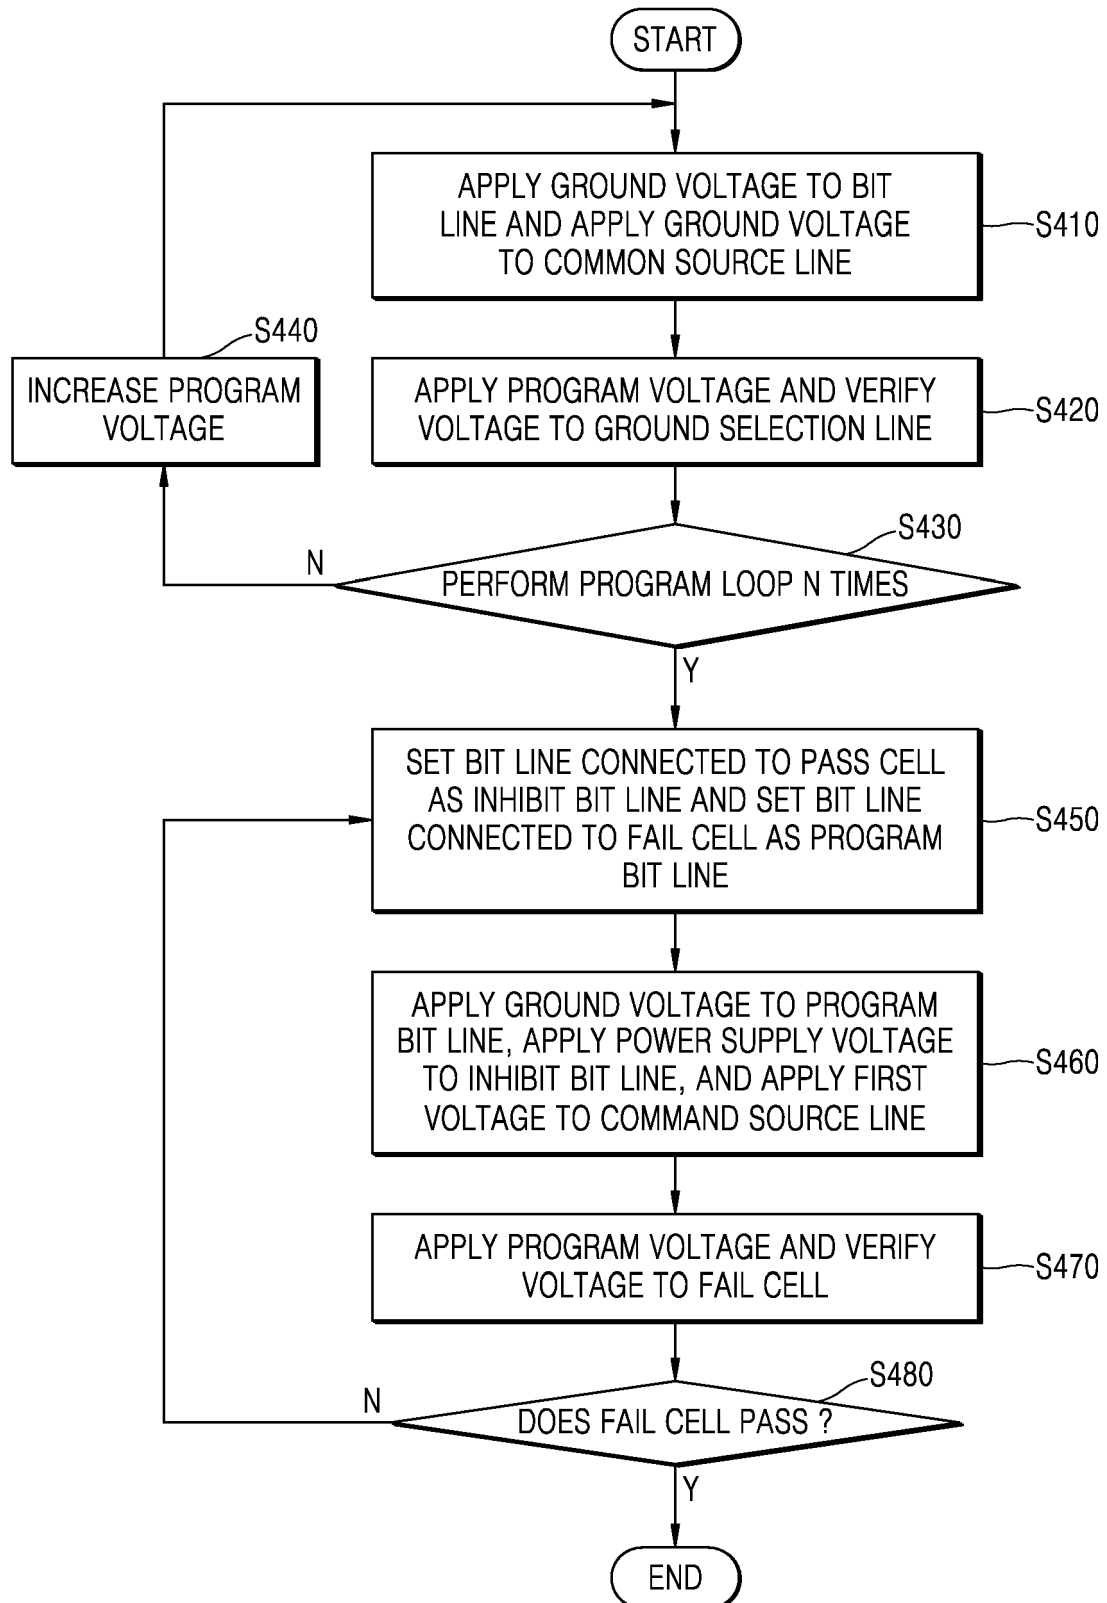 START
APPLY GROUND VOLTAGE TO BIT
LINE AND APPLY GROUND VOLTAGE
TO COMMON SOURCE LINE
S410
S440
INCREASE PROGRAM
VOLTAGE
APPLY PROGRAM VOLTAGE AND VERIFY
VOLTAGE TO GROUND SELECTION LINE
S420
S430
N
PERFORM PROGRAM LOOP N TIMES
Y
SET BIT LINE CONNECTED TO PASS CELL
AS INHIBIT BIT LINE AND SET BIT LINE
CONNECTED TO FAIL CELL AS PROGRAM
BIT LINE
S450
APPLY GROUND VOLTAGE TO PROGRAM
BIT LINE, APPLY POWER SUPPLY VOLTAGE
TO INHIBIT BIT LINE, AND APPLY FIRST
VOLTAGE TO COMMAND SOURCE LINE
S460
APPLY PROGRAM VOLTAGE AND VERIFY
VOLTAGE TO FAIL CELL
S470
S480
N
DOES FAIL CELL PASS ?
Y
END